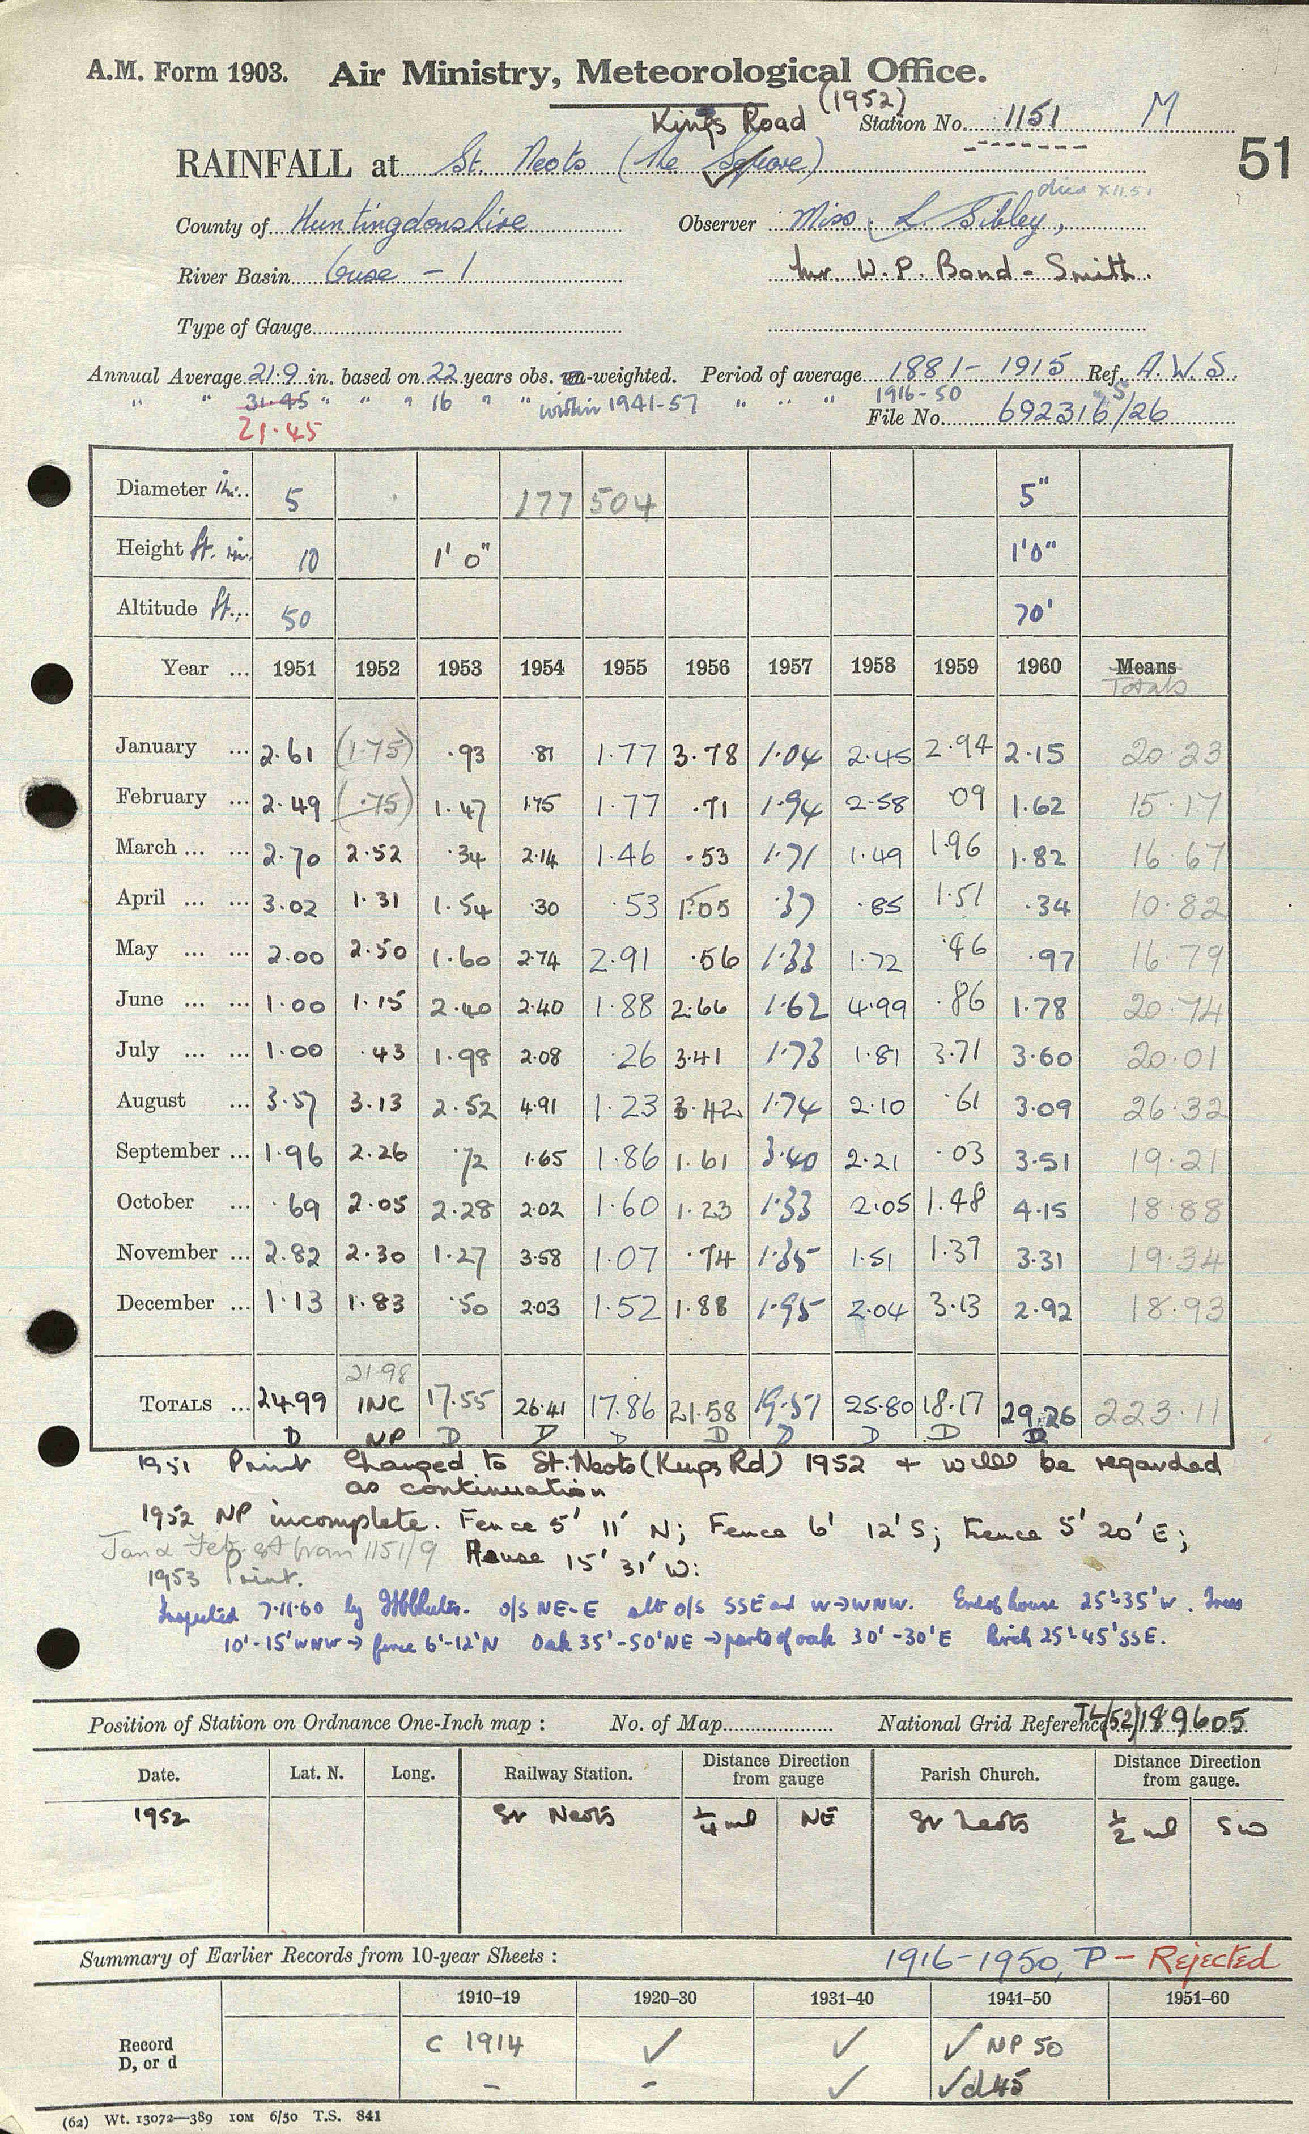 A.M. Form 1903. Air Ministry, Meteorological Office.
Kings Road (1952) Station No. 1151 M
51
RAINFALL at St. Neots (The Square)
died XII.51
County of Huntingdonshire Observer Miss L. Sibley,
River Basin Ouse - 1 Mr. W. P. Band-Smith.
Type of Gauge
Annual Average 21.9 in. based on 22 years obs. un-weighted. Period of average 1881-1915 Ref. A.W.S.
" " 31.45 " " " 16 " " within 1941-57 " " " 1916-50
21.45 File No. 692316/26
Diameter in. 5 177 504 5"
Height ft. in. 10 1' 0" 1'0"
Altitude ft. 50 70'
Year ... 1951 1952 1953 1954 1955 1956 1957 1958 1959 1960 Means
Totals
January ... 2.61 (1.75) .93 .81 1.77 3.78 1.04 2.45 2.94 2.15 20.23
February ... 2.49 (.75) 1.47 1.75 1.77 .71 1.94 2.58 09 1.62 15.17
March ... ... 2.70 2.52 .34 2.14 1.46 .53 1.71 1.49 1.96 1.82 16.67
April ... ... 3.02 1.31 1.54 .30 .53 1.05 .37 .85 1.51 .34 10.82
May ... ... 2.00 2.50 1.60 2.74 2.91 .56 1.33 1.72 .46 .97 16.79
June ... ... 1.00 1.15 2.40 2.40 1.88 2.66 1.62 4.99 .86 1.78 20.74
July ... ... 1.00 .43 1.98 2.08 .26 3.41 1.73 1.81 3.71 3.60 20.01
August ... 3.57 3.13 2.52 4.91 1.23 3.42 1.74 2.10 .61 3.09 26.32
September ... 1.96 2.26 .72 1.65 1.86 1.61 3.40 2.21 .03 3.51 19.21
October ... .69 2.05 2.28 2.02 1.60 1.23 1.33 2.05 1.48 4.15 18.88
November ... 2.82 2.30 1.27 3.58 1.07 .74 1.35 1.51 1.39 3.31 19.34
December ... 1.13 1.83 .50 2.03 1.52 1.88 1.95 2.04 3.13 2.92 18.93
21.98
TOTALS ... 24.99 INC 17.55 26.41 17.86 21.58 19.51 25.80 18.17 29.26 223.11
D NP D D D D D D D D
1951 Print Changed to St. Neots (Kings Rd) 1952 + will be regarded
as continuation
1952 NP incomplete. Fence 5' 11' N; Fence 6' 12' S; Fence 5' 20' E;
Jan & Feb est from 1151/9 House 15' 31' W:
1953 Print.
Inspected 7.11.60 by o/s NE-E alt o/s SSE and W→WNW. End of house 25'-35' W. Trees
10'-15' WNW → fence 6'-12' N Oak 35'-50' NE → parts of oak 30'-30' E Birch 25'-45' SSE.
Position of Station on Ordnance One-Inch map : No. of Map National Grid Reference TL(52)189605
Date. Lat. N. Long. Railway Station. Distance Direction from gauge Parish Church. Distance Direction from gauge.
1952 St Neots ¼ ml NE St Neots ½ ml SW
Summary of Earlier Records from 10-year Sheets : 1916-1950, P - Rejected
1910-19 1920-30 1931-40 1941-50 1951-60
Record C 1914 ✓ ✓ ✓ NP 50
D, or d - - ✓ ✓ d45
(62) Wt. 13072—389 10M 6/50 T.S. 841